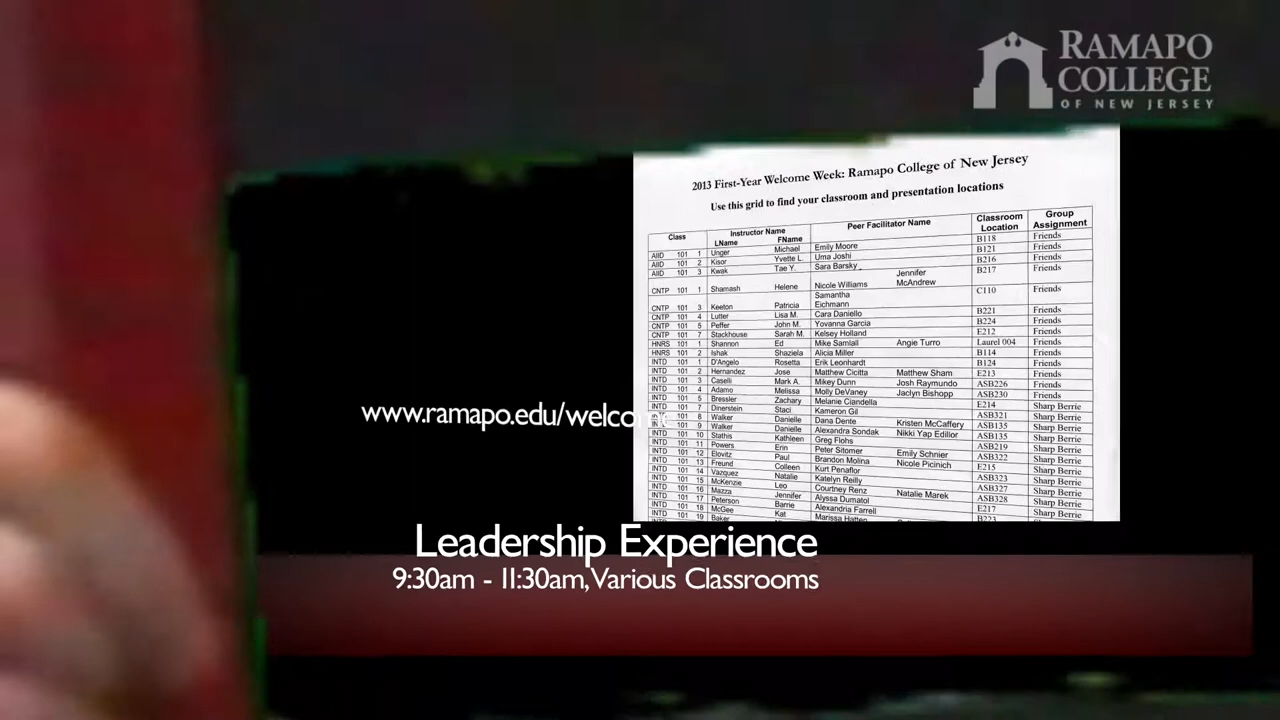 RAMAPO
COLLEGE
OF NEW JERSEY
2013 First-Year Welcome Week: Ramapo College of New Jersey
Use this grid to find your classroom and presentation locations
Class Instructor Name Peer Facilitator Name Classroom Location Group Assignment
LName FName
AIID 101 1 Unger Michael Emily Moore B118 Friends
AIID 101 2 Kisor Yvette L. Uma Joshi B121 Friends
AIID 101 3 Kwak Tae Y. Sara Barsky B216 Friends
CNTP 101 1 Shamash Helene Nicole Williams Jennifer McAndrew B217 Friends
CNTP 101 3 Keeton Patricia Samantha Eichmann C110 Friends
CNTP 101 4 Lutter Lisa M. Cara Daniello B221 Friends
CNTP 101 5 Peffer John M. Yovanna Garcia B224 Friends
CNTP 101 7 Stackhouse Sarah M. Kelsey Holland E212 Friends
HNRS 101 1 Shannon Ed Mike Samlall Angie Turro Laurel 004 Friends
HNRS 101 2 Ishak Shaziela Alicia Miller B114 Friends
INTD 101 1 D'Angelo Rosetta Erik Leonhardt B124 Friends
INTD 101 2 Hernandez Jose Matthew Cicitta Matthew Sham E213 Friends
INTD 101 3 Caselli Mark A. Mikey Dunn Josh Raymundo ASB226 Friends
INTD 101 4 Adamo Melissa Molly DeVaney Jaclyn Bishopp ASB230 Friends
INTD 101 5 Bressler Zachary Melanie Ciandella E214 Sharp Berrie
INTD 101 7 Dinerstein Staci Kameron Gil ASB321 Sharp Berrie
INTD 101 8 Walker Danielle Dana Dente Kristen McCaffery ASB135 Sharp Berrie
INTD 101 9 Walker Danielle Alexandra Sondak Nikki Yap Edillor ASB135 Sharp Berrie
INTD 101 10 Stathis Kathleen Greg Flohs ASB219 Sharp Berrie
INTD 101 11 Powers Erin Peter Sitomer Emily Schnier ASB322 Sharp Berrie
INTD 101 12 Elovitz Paul Brandon Molina Nicole Picinich E215 Sharp Berrie
INTD 101 13 Freund Colleen Kurt Penaflor ASB323 Sharp Berrie
INTD 101 14 Vazquez Natalie Katelyn Reilly ASB327 Sharp Berrie
INTD 101 15 McKenzie Leo Courtney Renz Natalie Marek ASB328 Sharp Berrie
INTD 101 16 Mazza Jennifer Alyssa Dumatol E217 Sharp Berrie
INTD 101 17 Peterson Barrie Alexandria Farrell B223
INTD 101 18 McGee Kat Marissa Hatten
INTD 101 19 Baker
www.ramapo.edu/welcome
Leadership Experience
9:30am - 11:30am, Various Classrooms